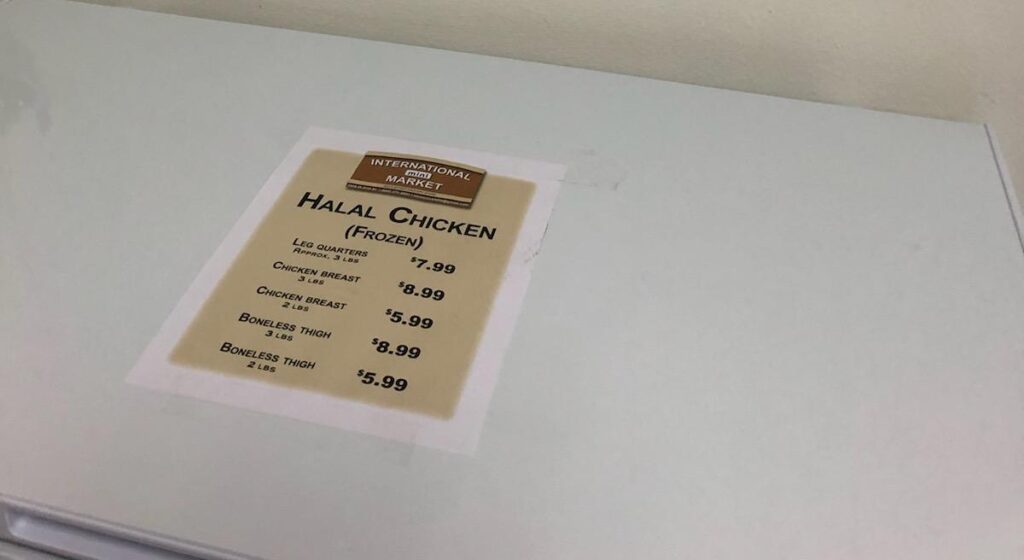 INTERNATIONAL
mini
MARKET
HALAL CHICKEN
(FROZEN)
LEG QUARTERS $7.99
APPROX. 3 LBS
CHICKEN BREAST $8.99
3 LBS
CHICKEN BREAST $5.99
2 LBS
BONELESS THIGH $8.99
3 LBS
BONELESS THIGH $5.99
2 LBS